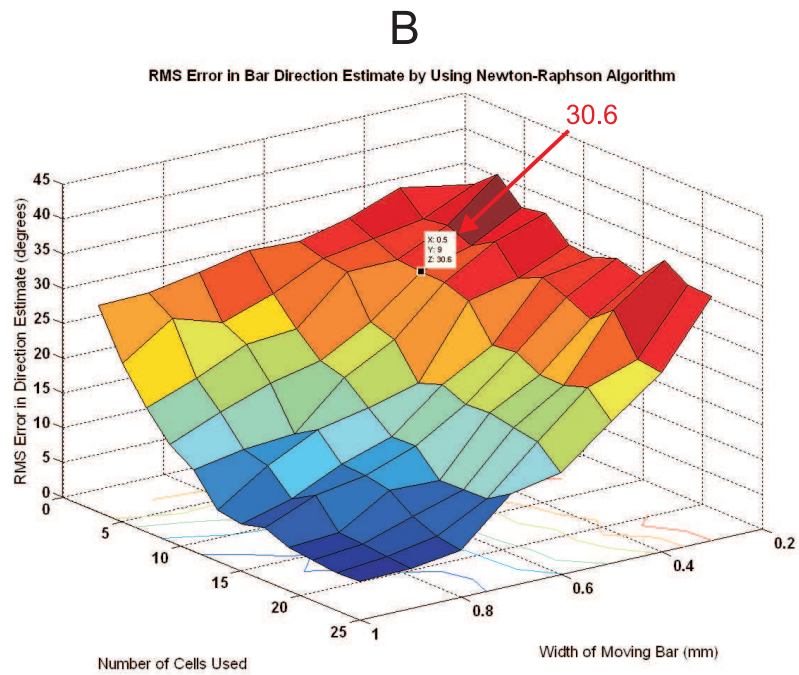 B
RMS Error in Bar Direction Estimate by Using Newton-Raphson Algorithm
30.6
X: 0.5
Y: 9
Z: 30.6
RMS Error in Direction Estimate (degrees)
45
40
35
30
25
20
15
10
5
0
0
5
10
15
20
25
1
0.8
0.6
0.4
0.2
Number of Cells Used
Width of Moving Bar (mm)